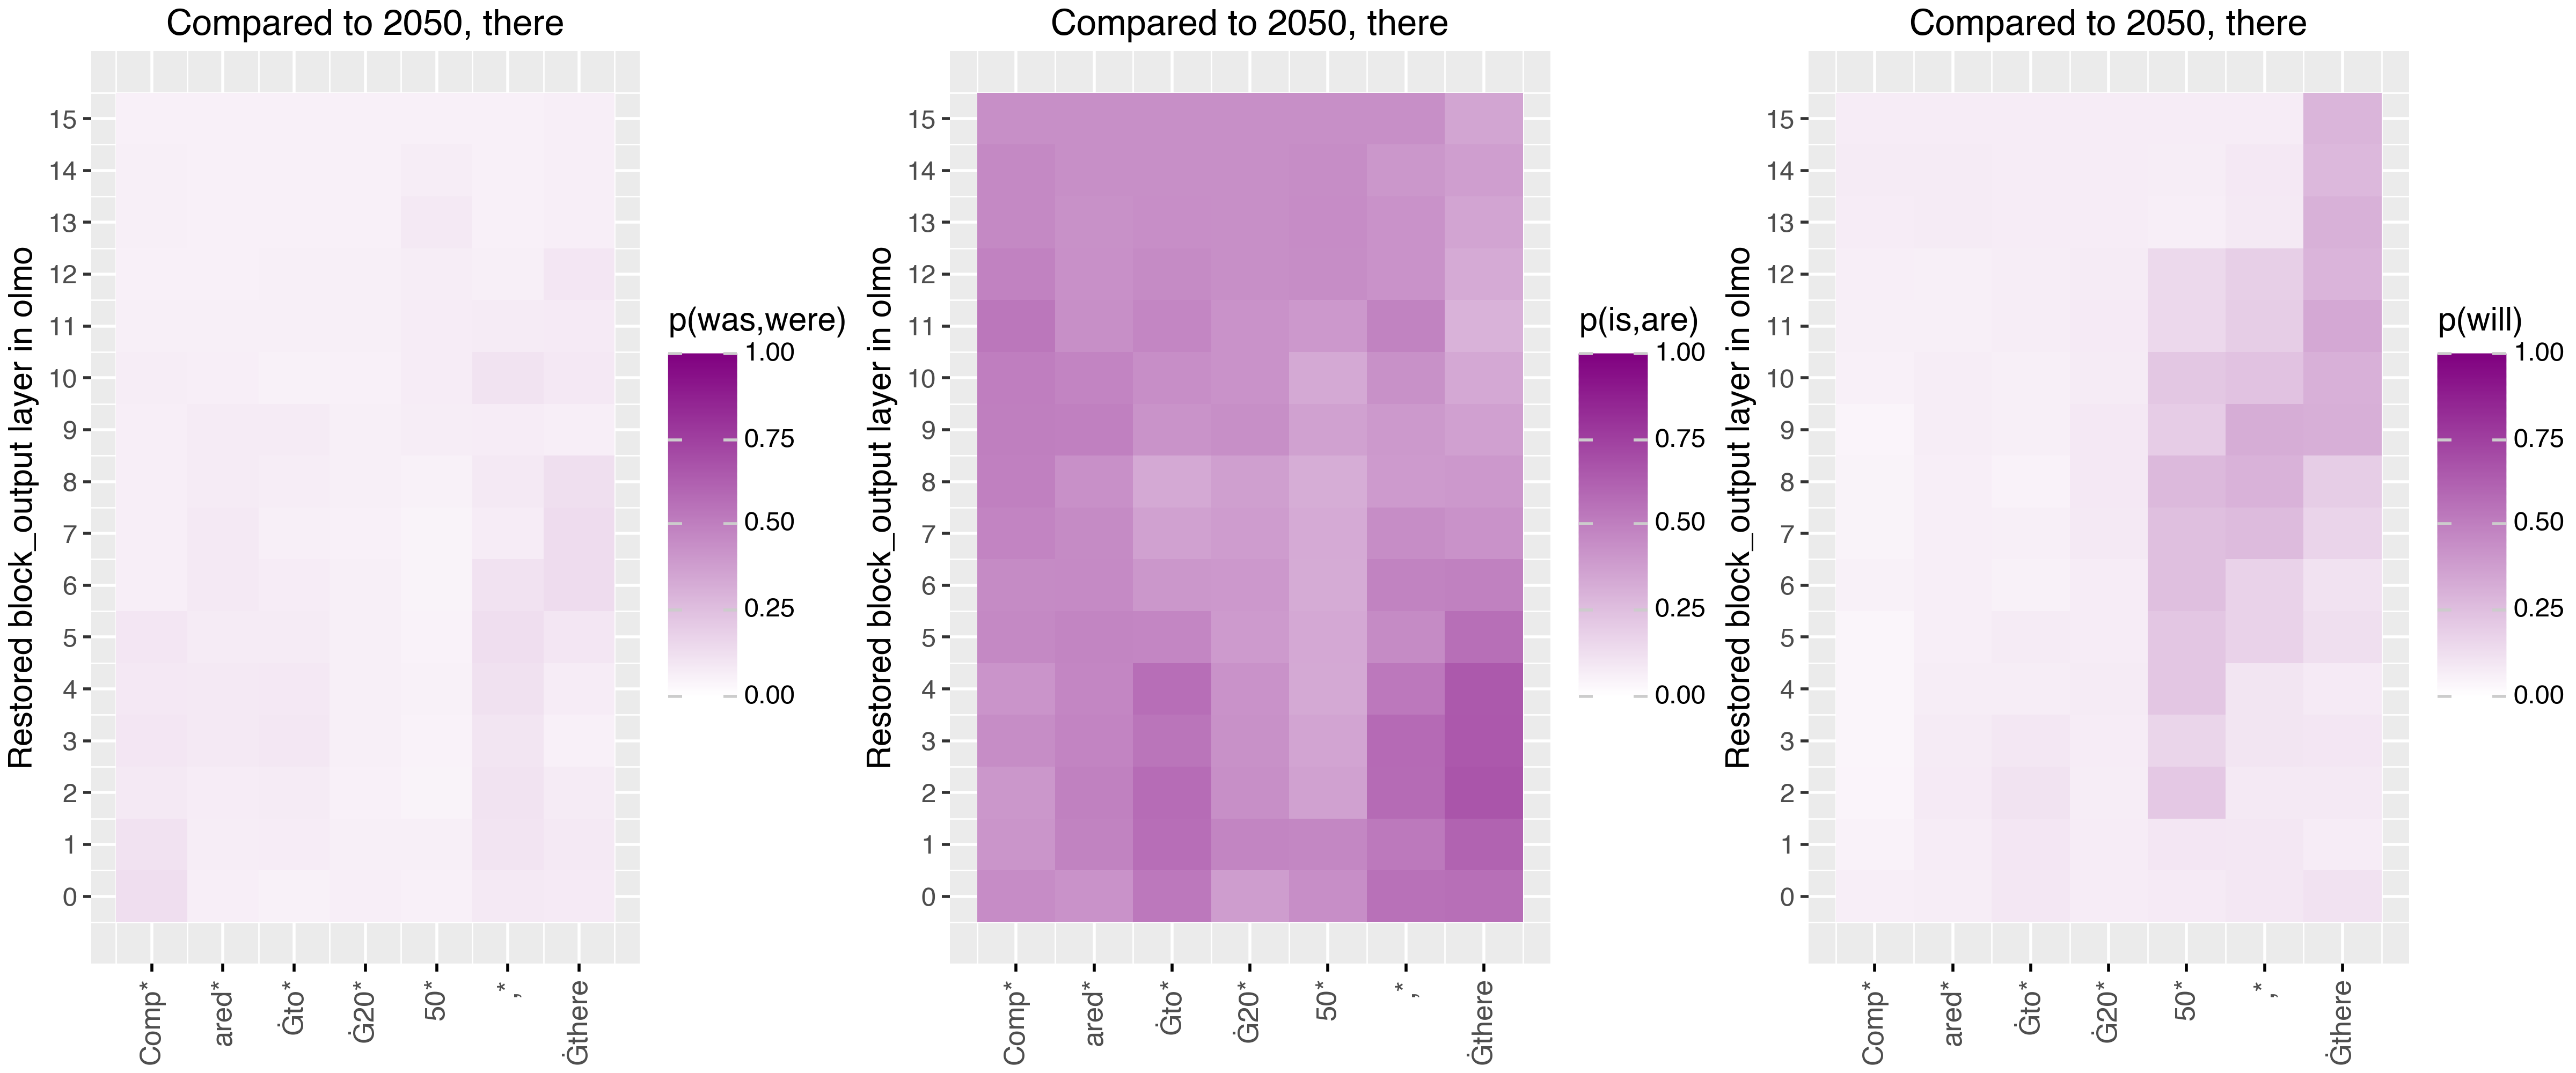 Compared to 2050, there
Restored block_output layer in olmo
15
14
13
12
11
10
9
8
7
6
5
4
3
2
1
0
Comp*
ared*
Ġto*
Ġ20*
50*
,*
Ġthere
p(was,were)
1.00
0.75
0.50
0.25
0.00
Compared to 2050, there
Restored block_output layer in olmo
15
14
13
12
11
10
9
8
7
6
5
4
3
2
1
0
Comp*
ared*
Ġto*
Ġ20*
50*
,*
Ġthere
p(is,are)
1.00
0.75
0.50
0.25
0.00
Compared to 2050, there
Restored block_output layer in olmo
15
14
13
12
11
10
9
8
7
6
5
4
3
2
1
0
Comp*
ared*
Ġto*
Ġ20*
50*
,*
Ġthere
p(will)
1.00
0.75
0.50
0.25
0.00